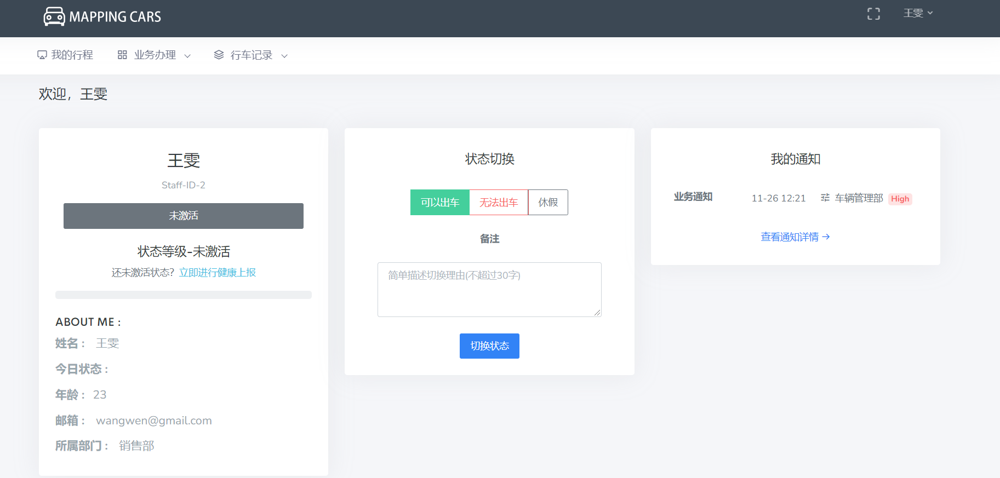 MAPPING CARS
王雯
我的行程
业务办理
行车记录
欢迎，王雯
王雯
Staff-ID-2
未激活
状态等级-未激活
还未激活状态？立即进行健康上报
ABOUT ME :
姓名： 王雯
今日状态：
年龄： 23
邮箱： wangwen@gmail.com
所属部门： 销售部
状态切换
可以出车 无法出车 休假
备注
简单描述切换理由(不超过30字)
切换状态
我的通知
业务通知 11-26 12:21 车辆管理部 High
查看通知详情 →